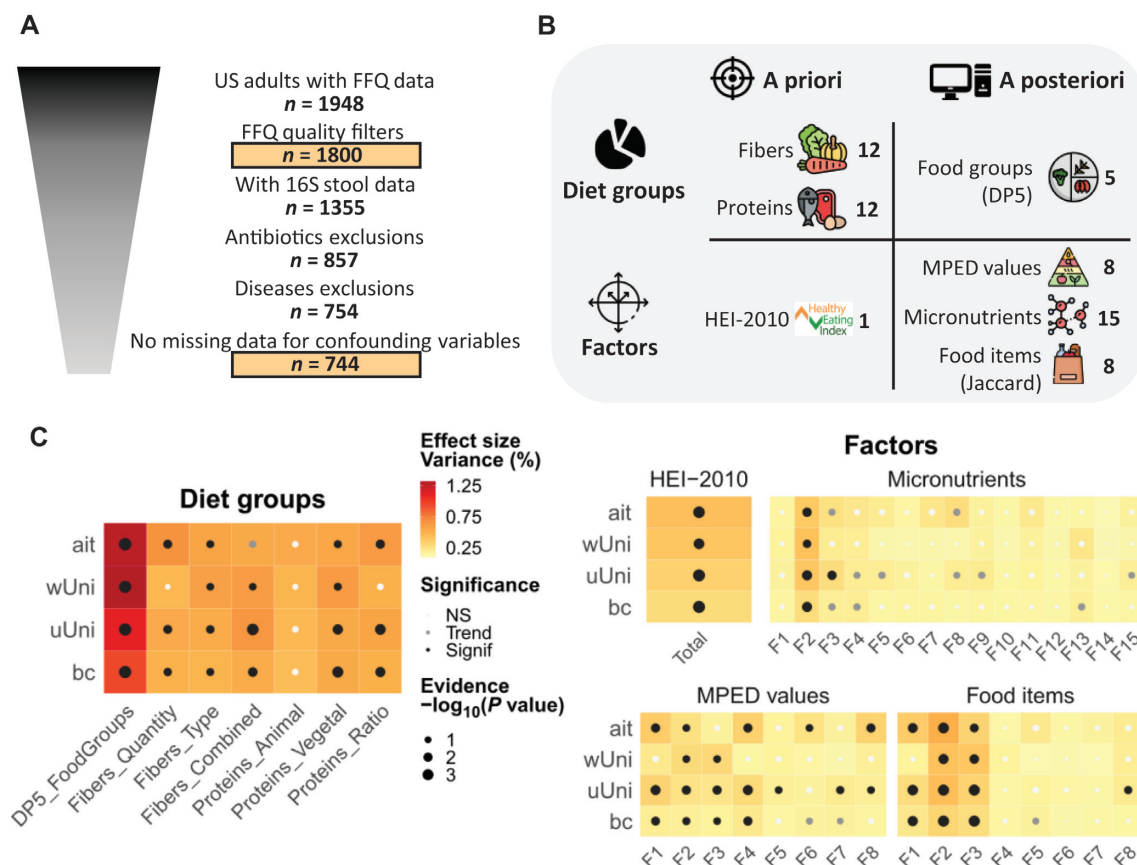 A
US adults with FFQ data
n = 1948
FFQ quality filters
n = 1800
With 16S stool data
n = 1355
Antibiotics exclusions
n = 857
Diseases exclusions
n = 754
No missing data for confounding variables
n = 744
B
A priori
A posteriori
Diet groups
Fibers 12
Proteins 12
Food groups
(DP5)
5
Factors
HEI-2010
Healthy
Eating
Index
1
MPED values 8
Micronutrients 15
Food items
(Jaccard)
8
C
Diet groups
ait
wUni
uUni
bc
DP5_FoodGroups
Fibers_Quantity
Fibers_Type
Fibers_Combined
Proteins_Animal
Proteins_Vegetal
Proteins_Ratio
Effect size
Variance (%)
1.25
0.75
0.25
Significance
NS
Trend
Signif
Evidence
−log10(P value)
1
2
3
Factors
HEI−2010
Micronutrients
ait
wUni
uUni
bc
Total
F1 F2 F3 F4 F5 F6 F7 F8 F9 F10 F11 F12 F13 F14 F15
MPED values
Food items
ait
wUni
uUni
bc
F1 F2 F3 F4 F5 F6 F7 F8
F1 F2 F3 F4 F5 F6 F7 F8